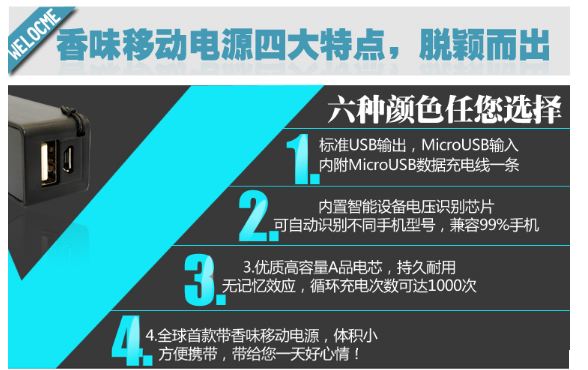 WELOCME
香味移动电源四大特点，脱颖而出
六种颜色任您选择
1.
标准USB输出，MicroUSB输入
内附MicroUSB数据充电线一条
2.
内置智能设备电压识别芯片
可自动识别不同手机型号，兼容99%手机
3.
3.优质高容量A品电芯，持久耐用
无记忆效应，循环充电次数可达1000次
4.
4.全球首款带香味移动电源，体积小
方便携带，带给您一天好心情！